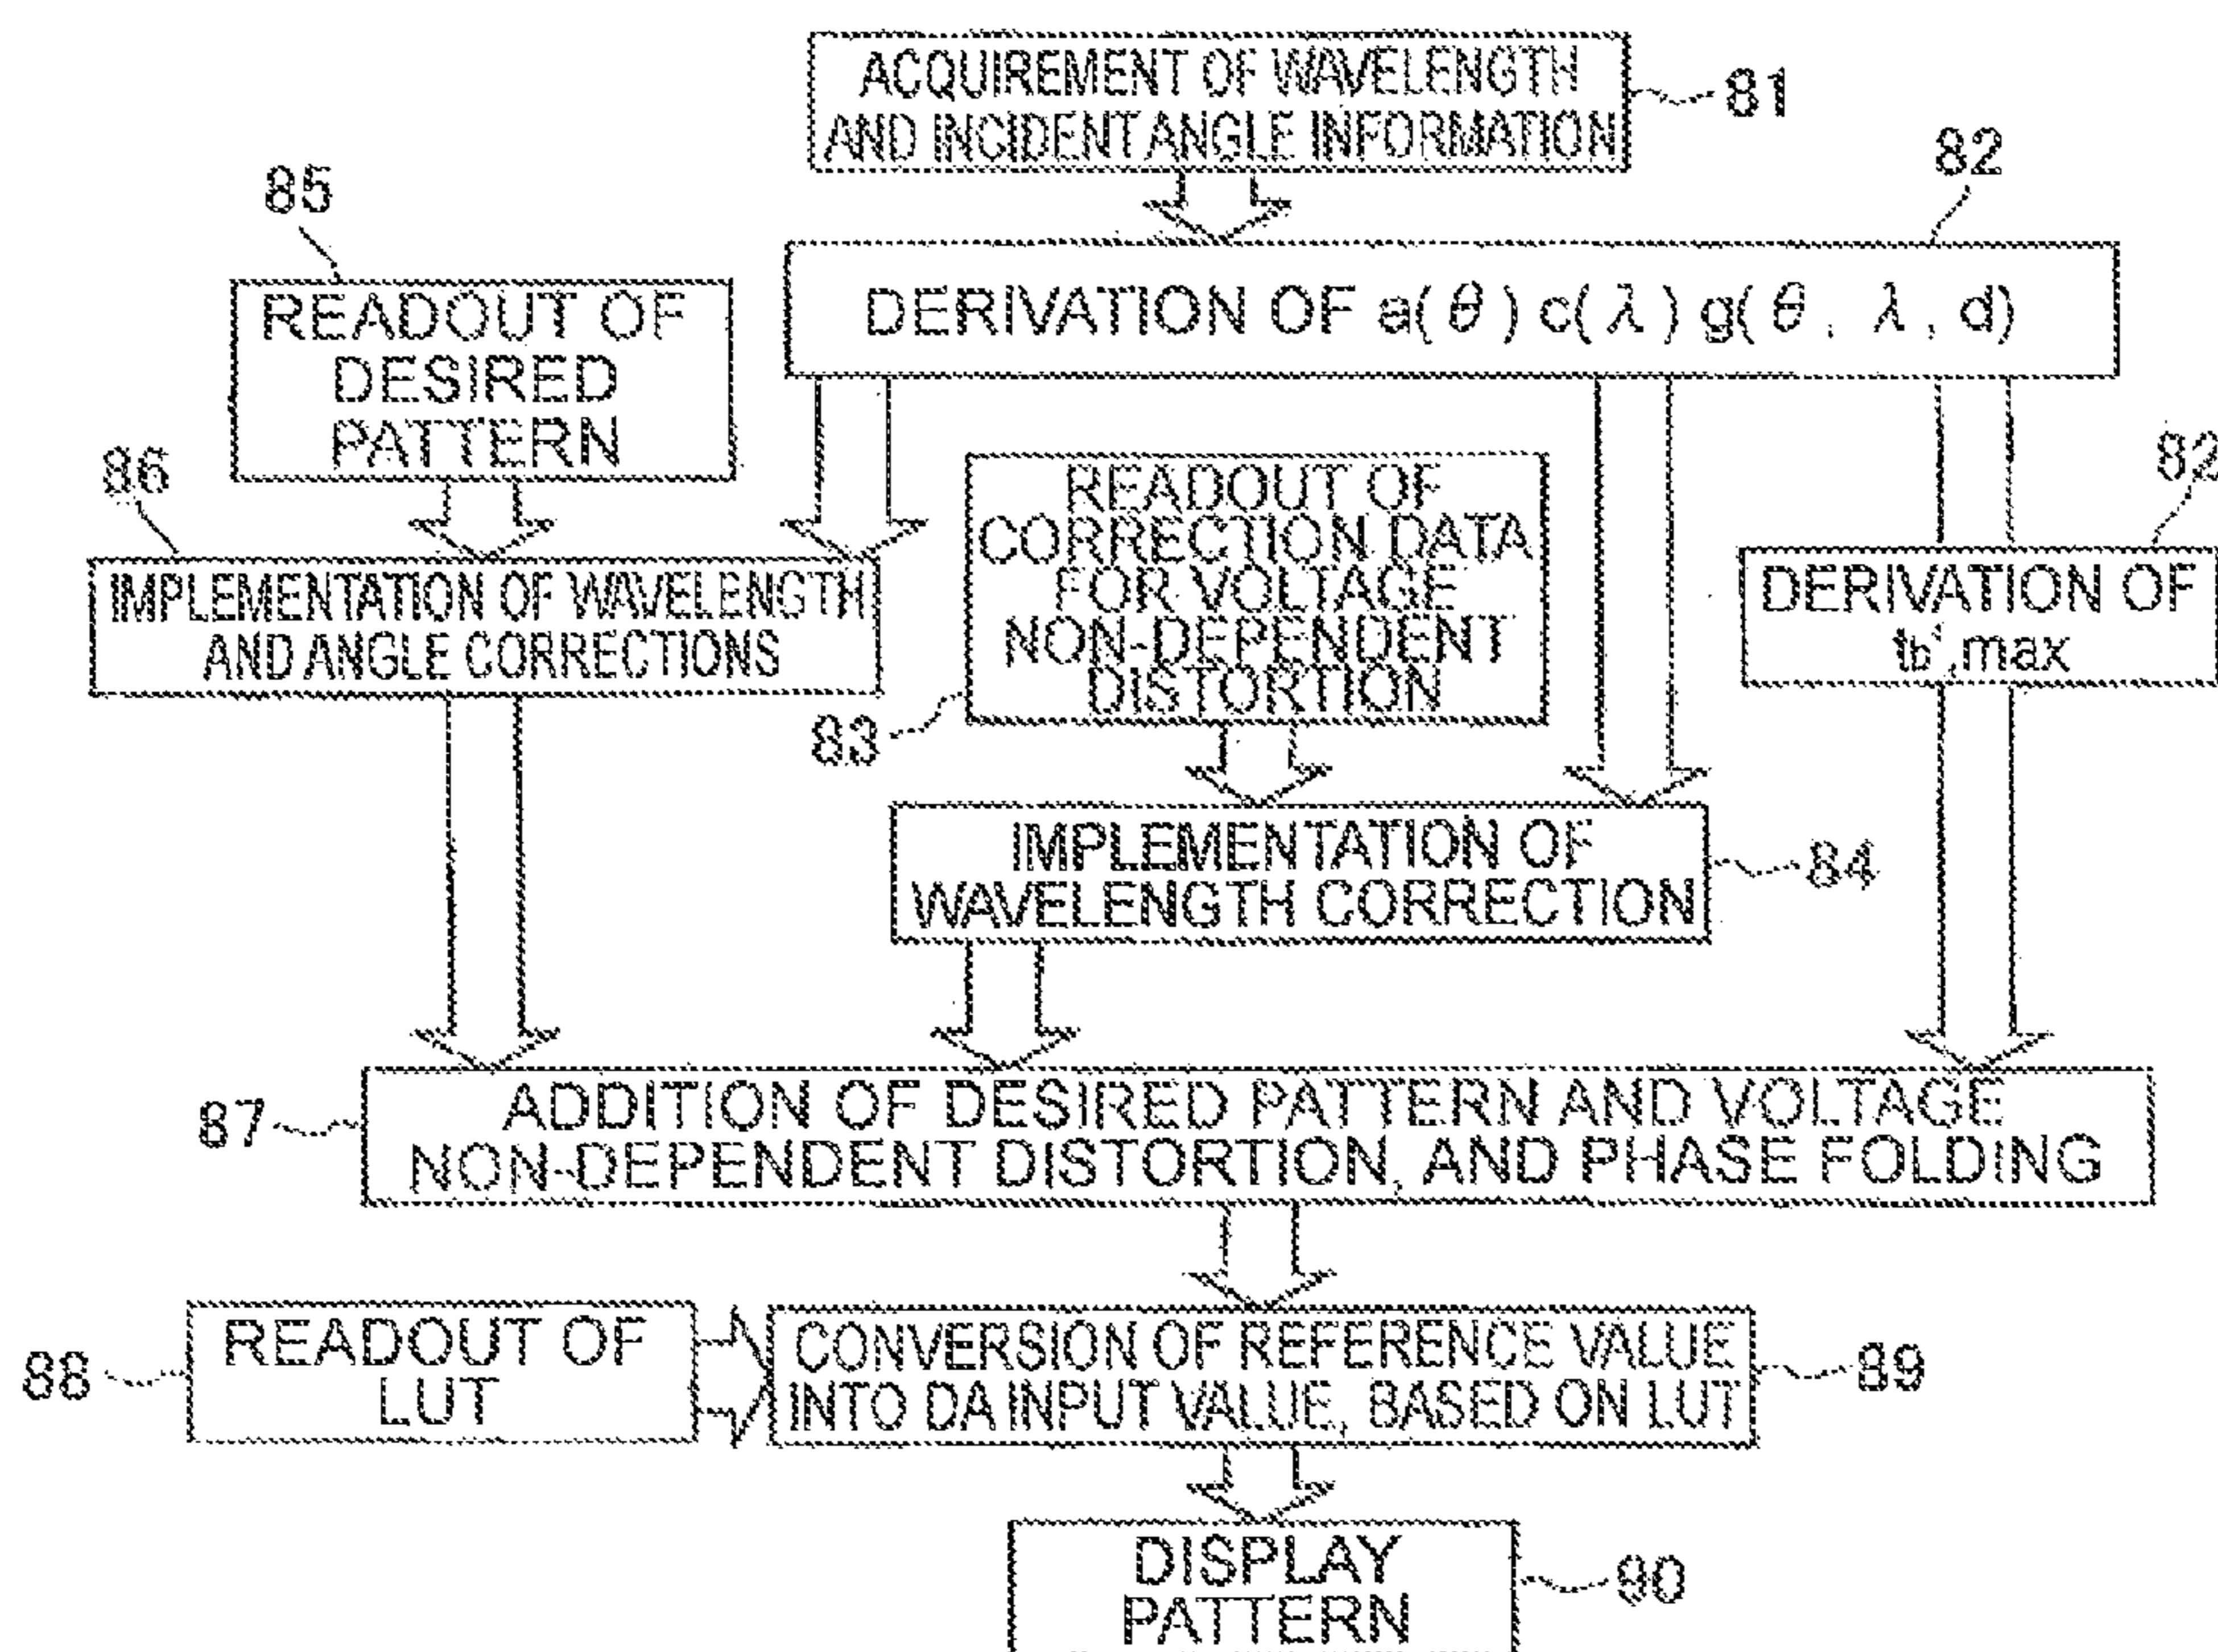 ACQUIREMENT OF WAVELENGTH
AND INCIDENT ANGLE INFORMATION
81
82
85
READOUT OF
DESIRED
PATTERN
DERIVATION OF a(θ) c(λ) g(θ, λ, d)
86
IMPLEMENTATION OF WAVELENGTH
AND ANGLE CORRECTIONS
READOUT OF
CORRECTION DATA
FOR VOLTAGE
NON-DEPENDENT
DISTORTION
83
82
DERIVATION OF
tb',max
IMPLEMENTATION OF
WAVELENGTH CORRECTION
84
87
ADDITION OF DESIRED PATTERN AND VOLTAGE
NON-DEPENDENT DISTORTION, AND PHASE FOLDING
88
READOUT OF
LUT
CONVERSION OF REFERENCE VALUE
INTO DA INPUT VALUE, BASED ON LUT
89
DISPLAY
PATTERN
90